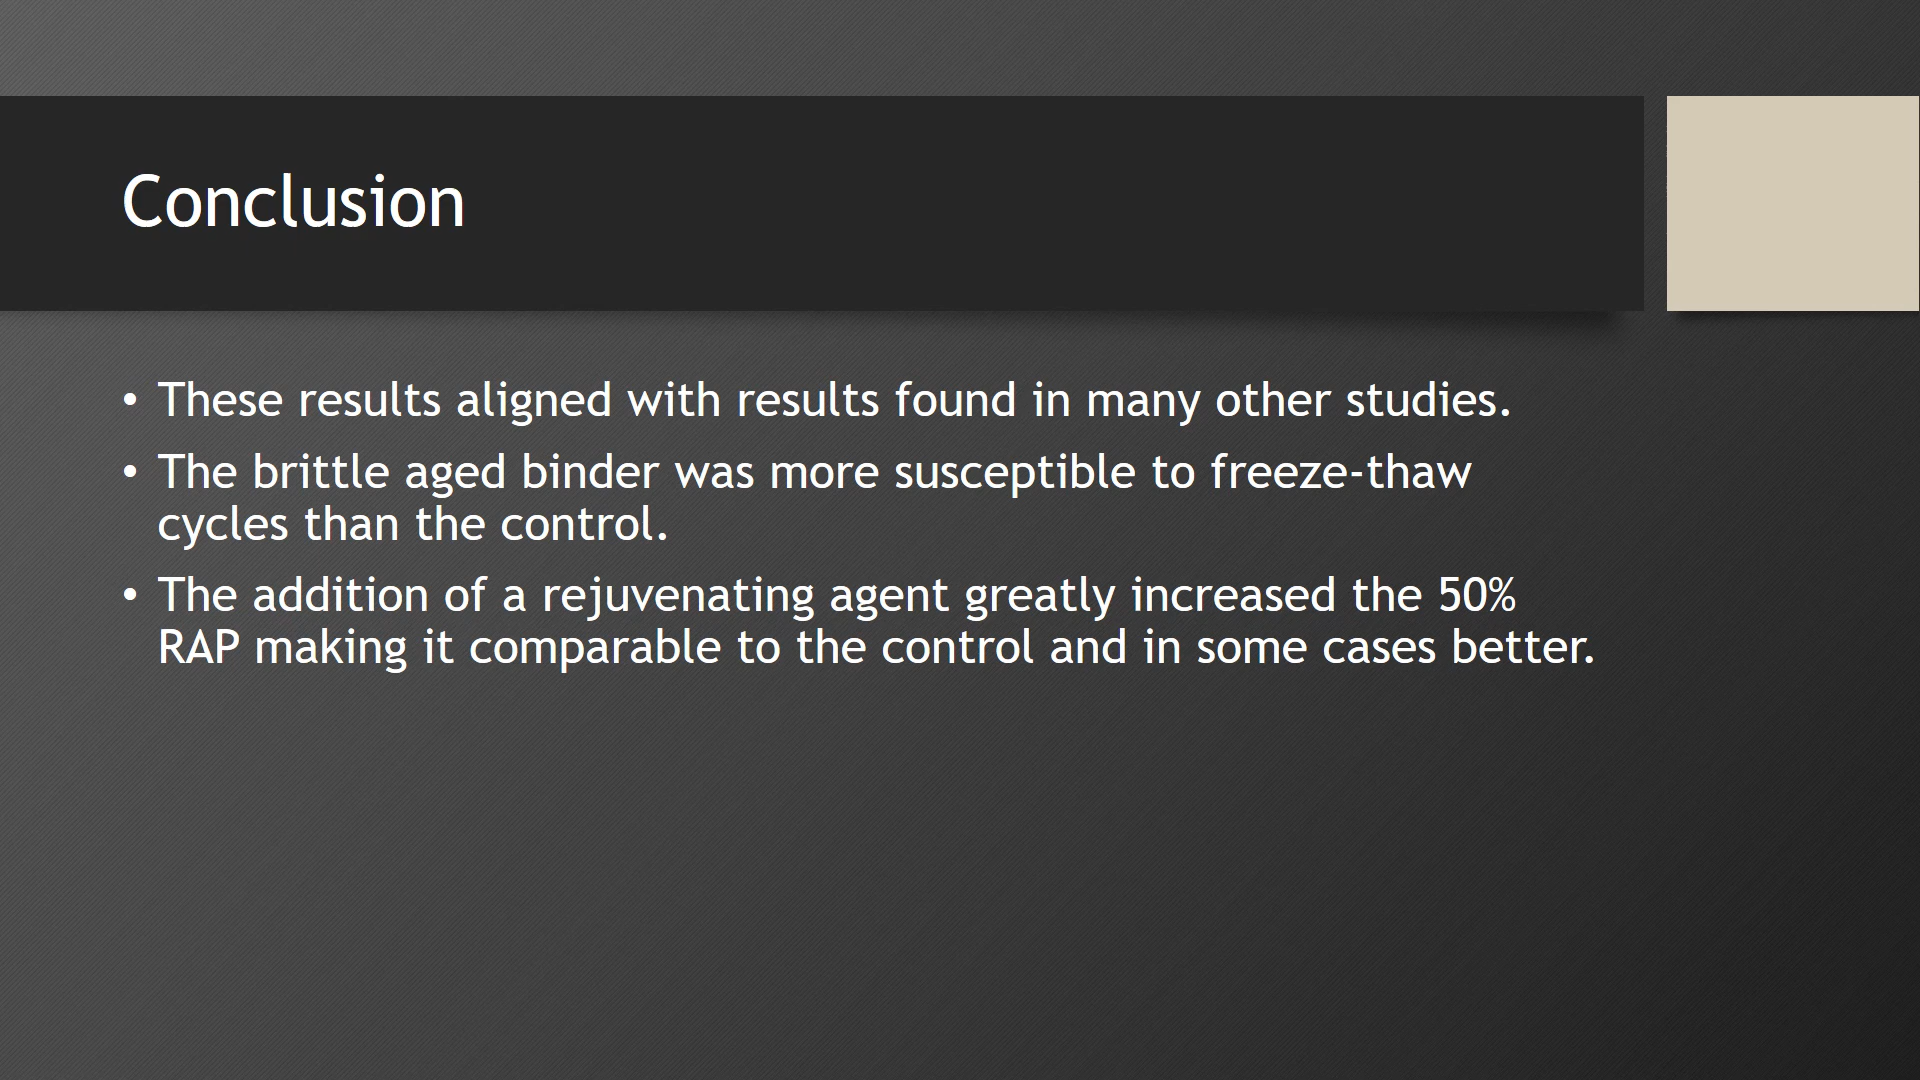 Conclusion
• These results aligned with results found in many other studies.
• The brittle aged binder was more susceptible to freeze-thaw
cycles than the control.
• The addition of a rejuvenating agent greatly increased the 50%
RAP making it comparable to the control and in some cases better.